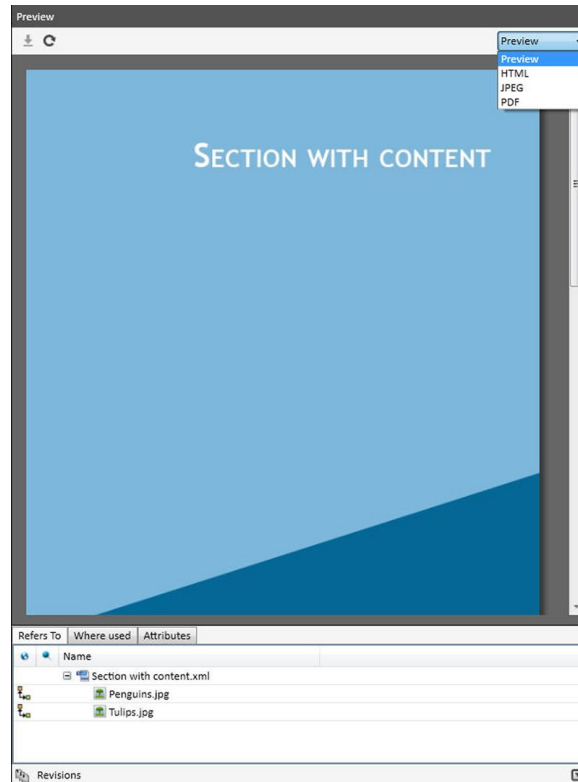 Preview
Preview
Preview
HTML
JPEG
PDF
Section with content
Refers To Where used Attributes
Name
Section with content.xml
Penguins.jpg
Tulips.jpg
Revisions